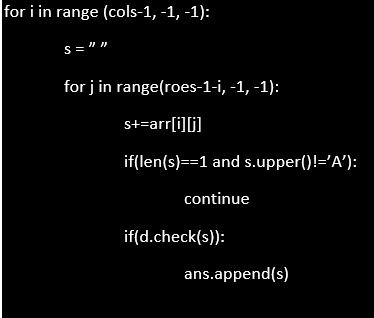 for i in range (cols-1, -1, -1):
s = ” ”
for j in range(roes-1-i, -1, -1):
s+=arr[i][j]
if(len(s)==1 and s.upper()!=’A’):
continue
if(d.check(s)):
ans.append(s)